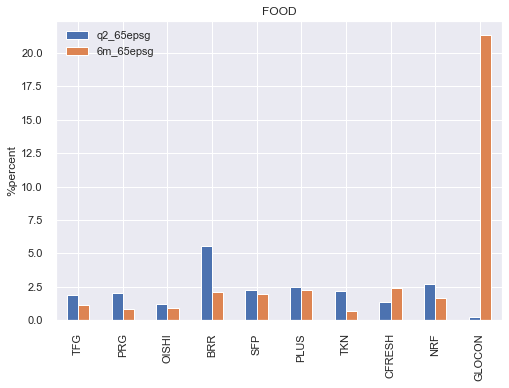 FOOD
q2_65epsg
6m_65epsg
%percent
20.0
17.5
15.0
12.5
10.0
7.5
5.0
2.5
0.0
TFG
PRG
OISHI
BRR
SFP
PLUS
TKN
CFRESH
NRF
GLOCON